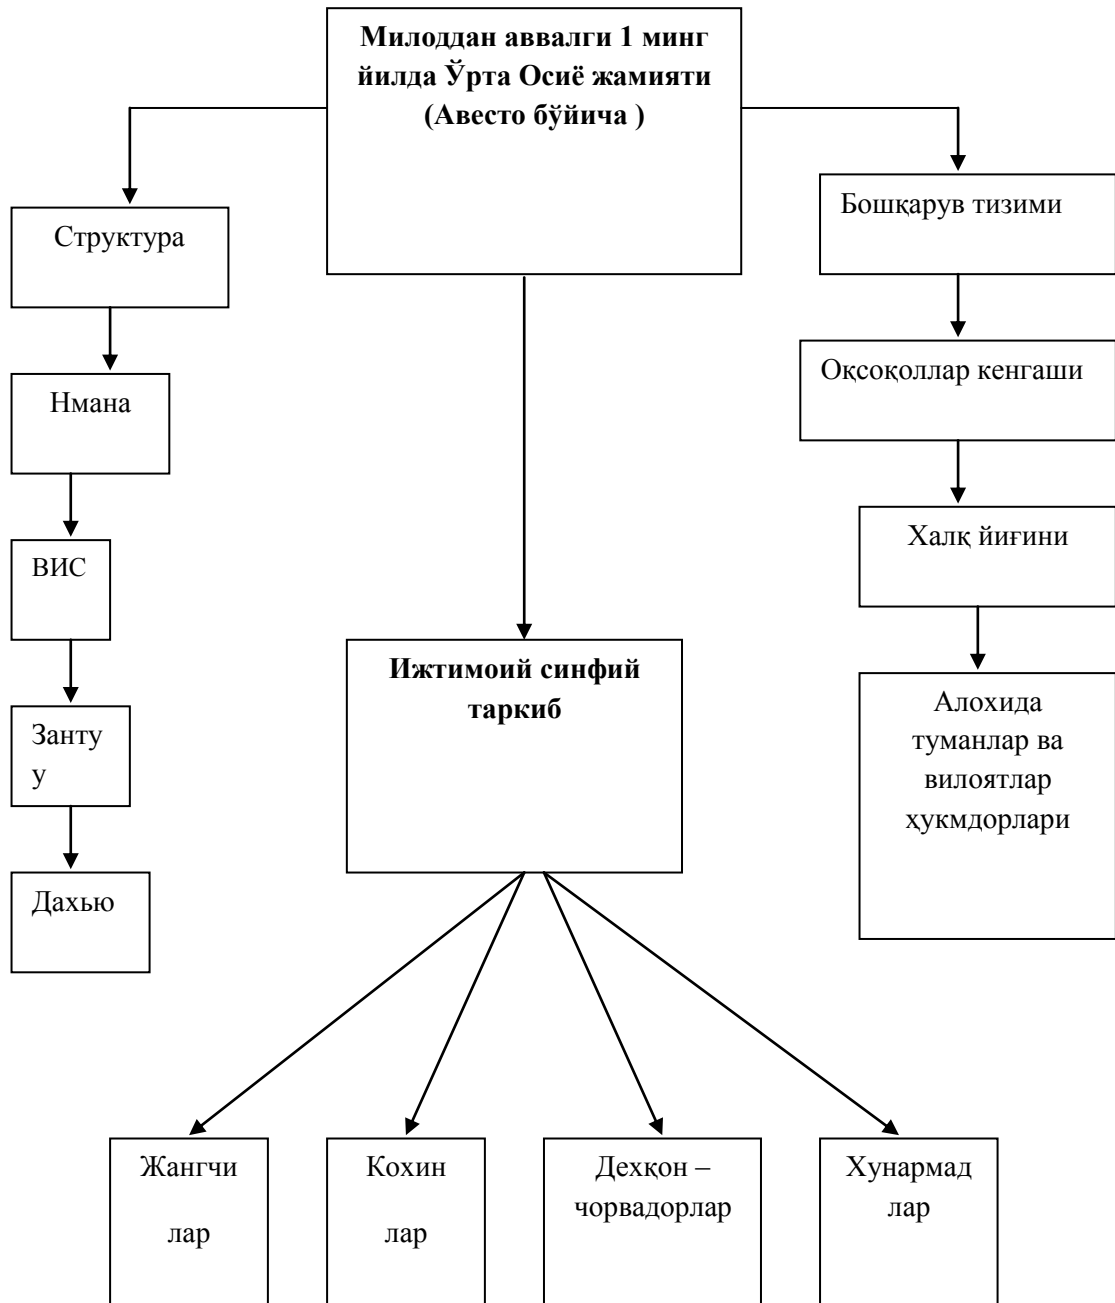 Милоддан аввалги 1 минг
йилда Ўрта Осиё жамияти
(Авесто бўйича )
Структура
Нмана
ВИС
Занту
у
Дахью
Ижтимоий синфий
таркиб
Жангчи
лар
Кохин
лар
Дехқон –
чорвадорлар
Хунармад
лар
Бошқарув тизими
Оқсоқоллар кенгаши
Халқ йиғини
Алохида
туманлар ва
вилоятлар
ҳукмдорлари